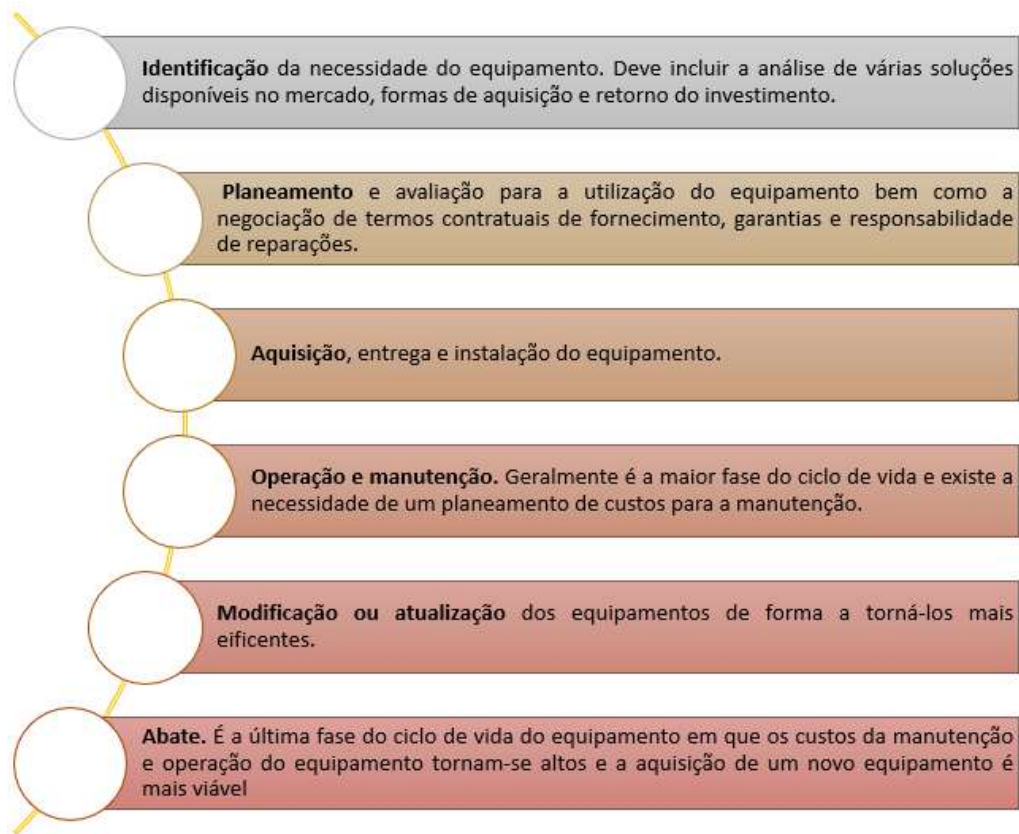 Identificação da necessidade do equipamento. Deve incluir a análise de várias soluções
disponíveis no mercado, formas de aquisição e retorno do investimento.
Planeamento e avaliação para a utilização do equipamento bem como a
negociação de termos contratuais de fornecimento, garantias e responsabilidade
de reparações.
Aquisição, entrega e instalação do equipamento.
Operação e manutenção. Geralmente é a maior fase do ciclo de vida e existe a
necessidade de um planeamento de custos para a manutenção.
Modificação ou atualização dos equipamentos de forma a torná-los mais
eificentes.
Abate. É a última fase do ciclo de vida do equipamento em que os custos da manutenção
e operação do equipamento tornam-se altos e a aquisição de um novo equipamento é
mais viável